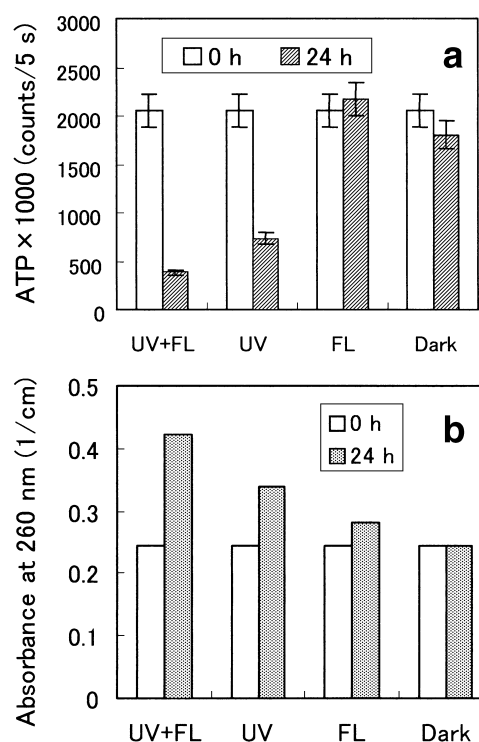 3000
2500
2000
1500
1000
500
0
ATP × 1000 (counts/5 s)
0 h 24 h
a
UV+FL UV FL Dark
0.5
0.4
0.3
0.2
0.1
0
Absorbance at 260 nm (1/cm)
0 h
24 h
b
UV+FL UV FL Dark